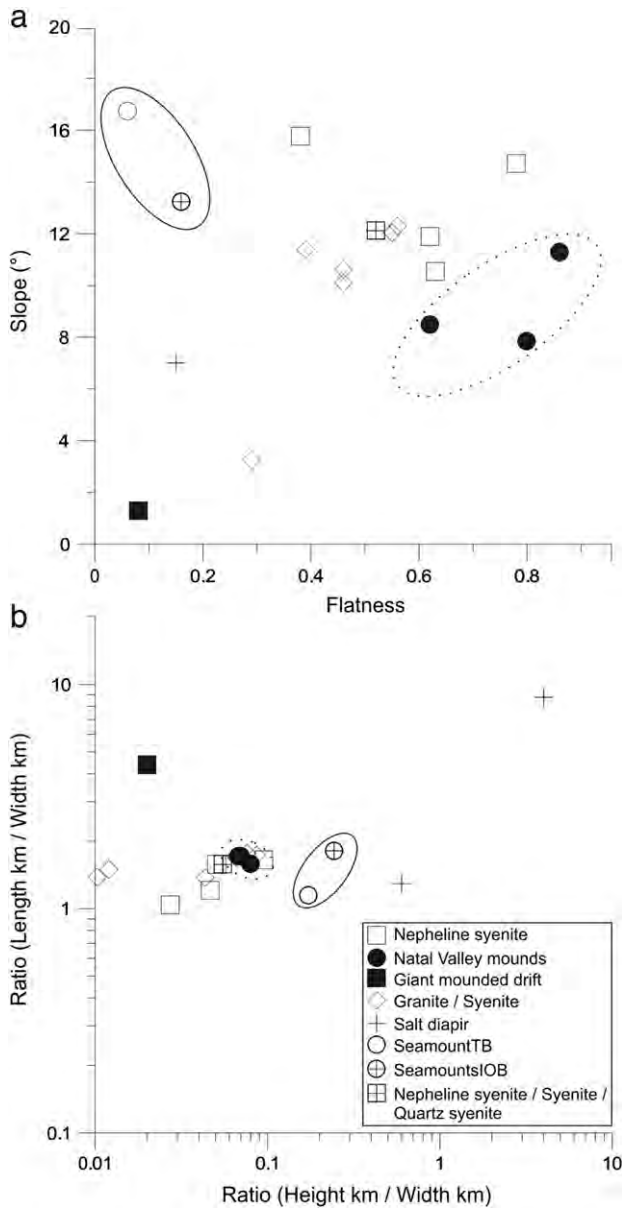 a
20
16
12
8
4
0
Slope (°)
0 0.2 0.4 0.6 0.8
Flatness
b
10
1
0.1
Ratio (Length km / Width km)
Nepheline syenite
Natal Valley mounds
Giant mounded drift
Granite / Syenite
Salt diapir
SeamountTB
SeamountsIOB
Nepheline syenite / Syenite /
Quartz syenite
0.01 0.1 1 10
Ratio (Height km / Width km)